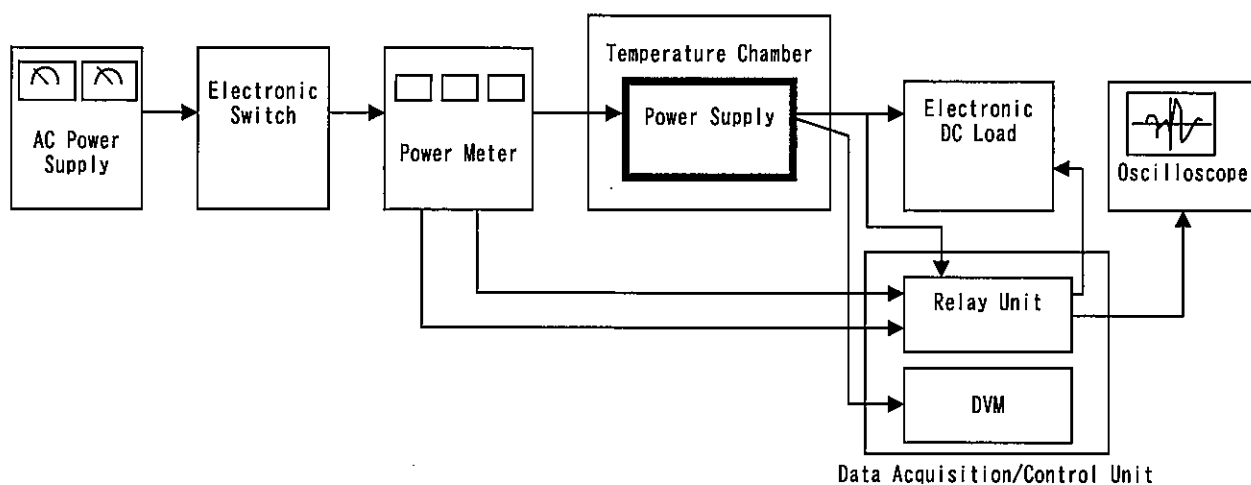 AC Power
Supply
Electronic
Switch
Power Meter
Temperature Chamber
Power Supply
Electronic
DC Load
Oscilloscope
Relay Unit
DVM
Data Acquisition/Control Unit